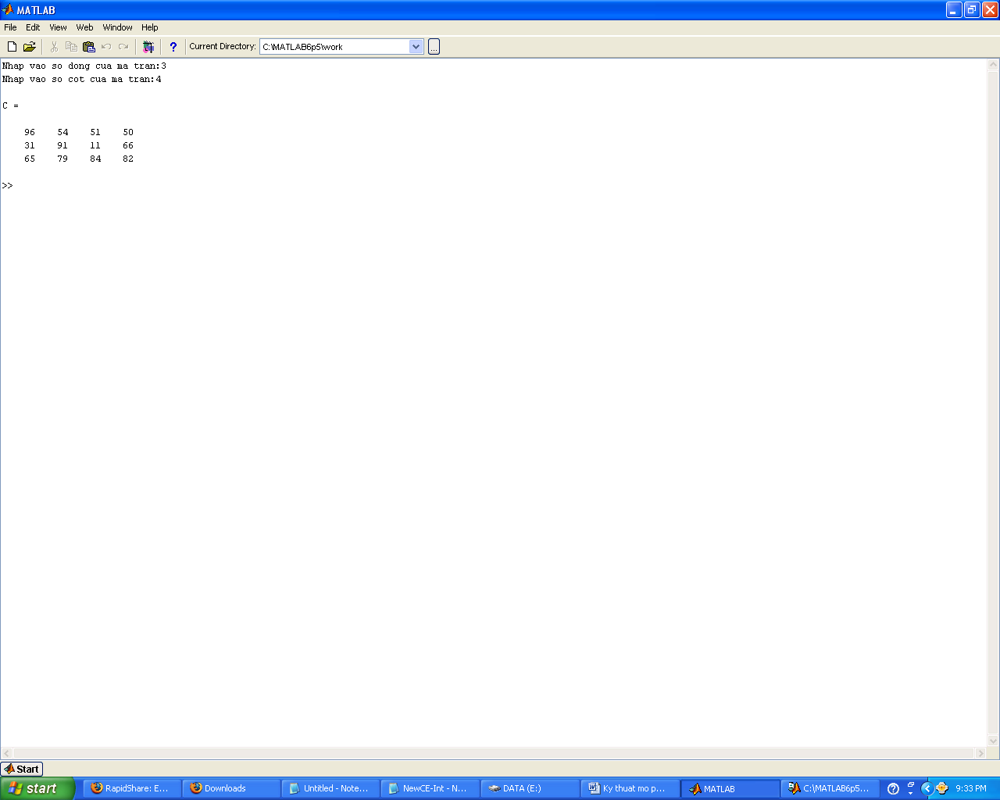 MATLAB
File Edit View Web Window Help
? Current Directory: C:\MATLAB6p5\work ...
Nhap vao so dong cua ma tran:3
Nhap vao so cot cua ma tran:4
C =
96 54 51 50
31 91 11 66
65 79 84 82
>>
Start
start RapidShare: E... Downloads Untitled - Note... NewCE-Int - N... DATA (E:) Ky thuat mo p... MATLAB C:\MATLAB6p5... ? 9:33 PM